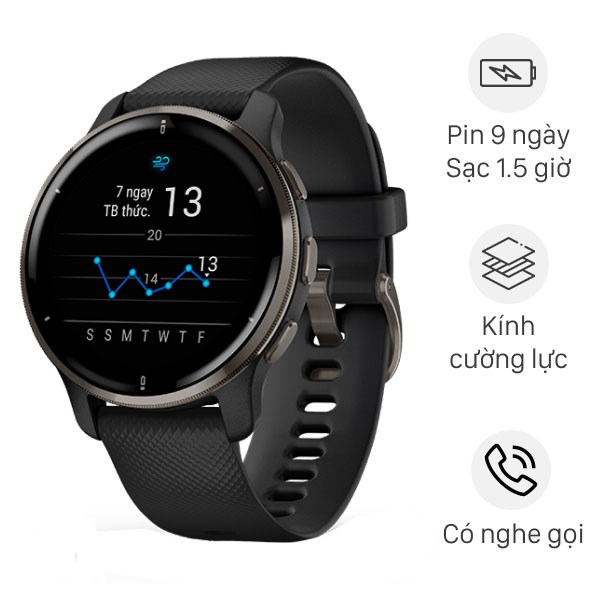 7 ngay
TB thức. 13
20
14
13
S S M T W T F
Pin 9 ngày
Sạc 1.5 giờ
Kính
cường lực
Có nghe gọi